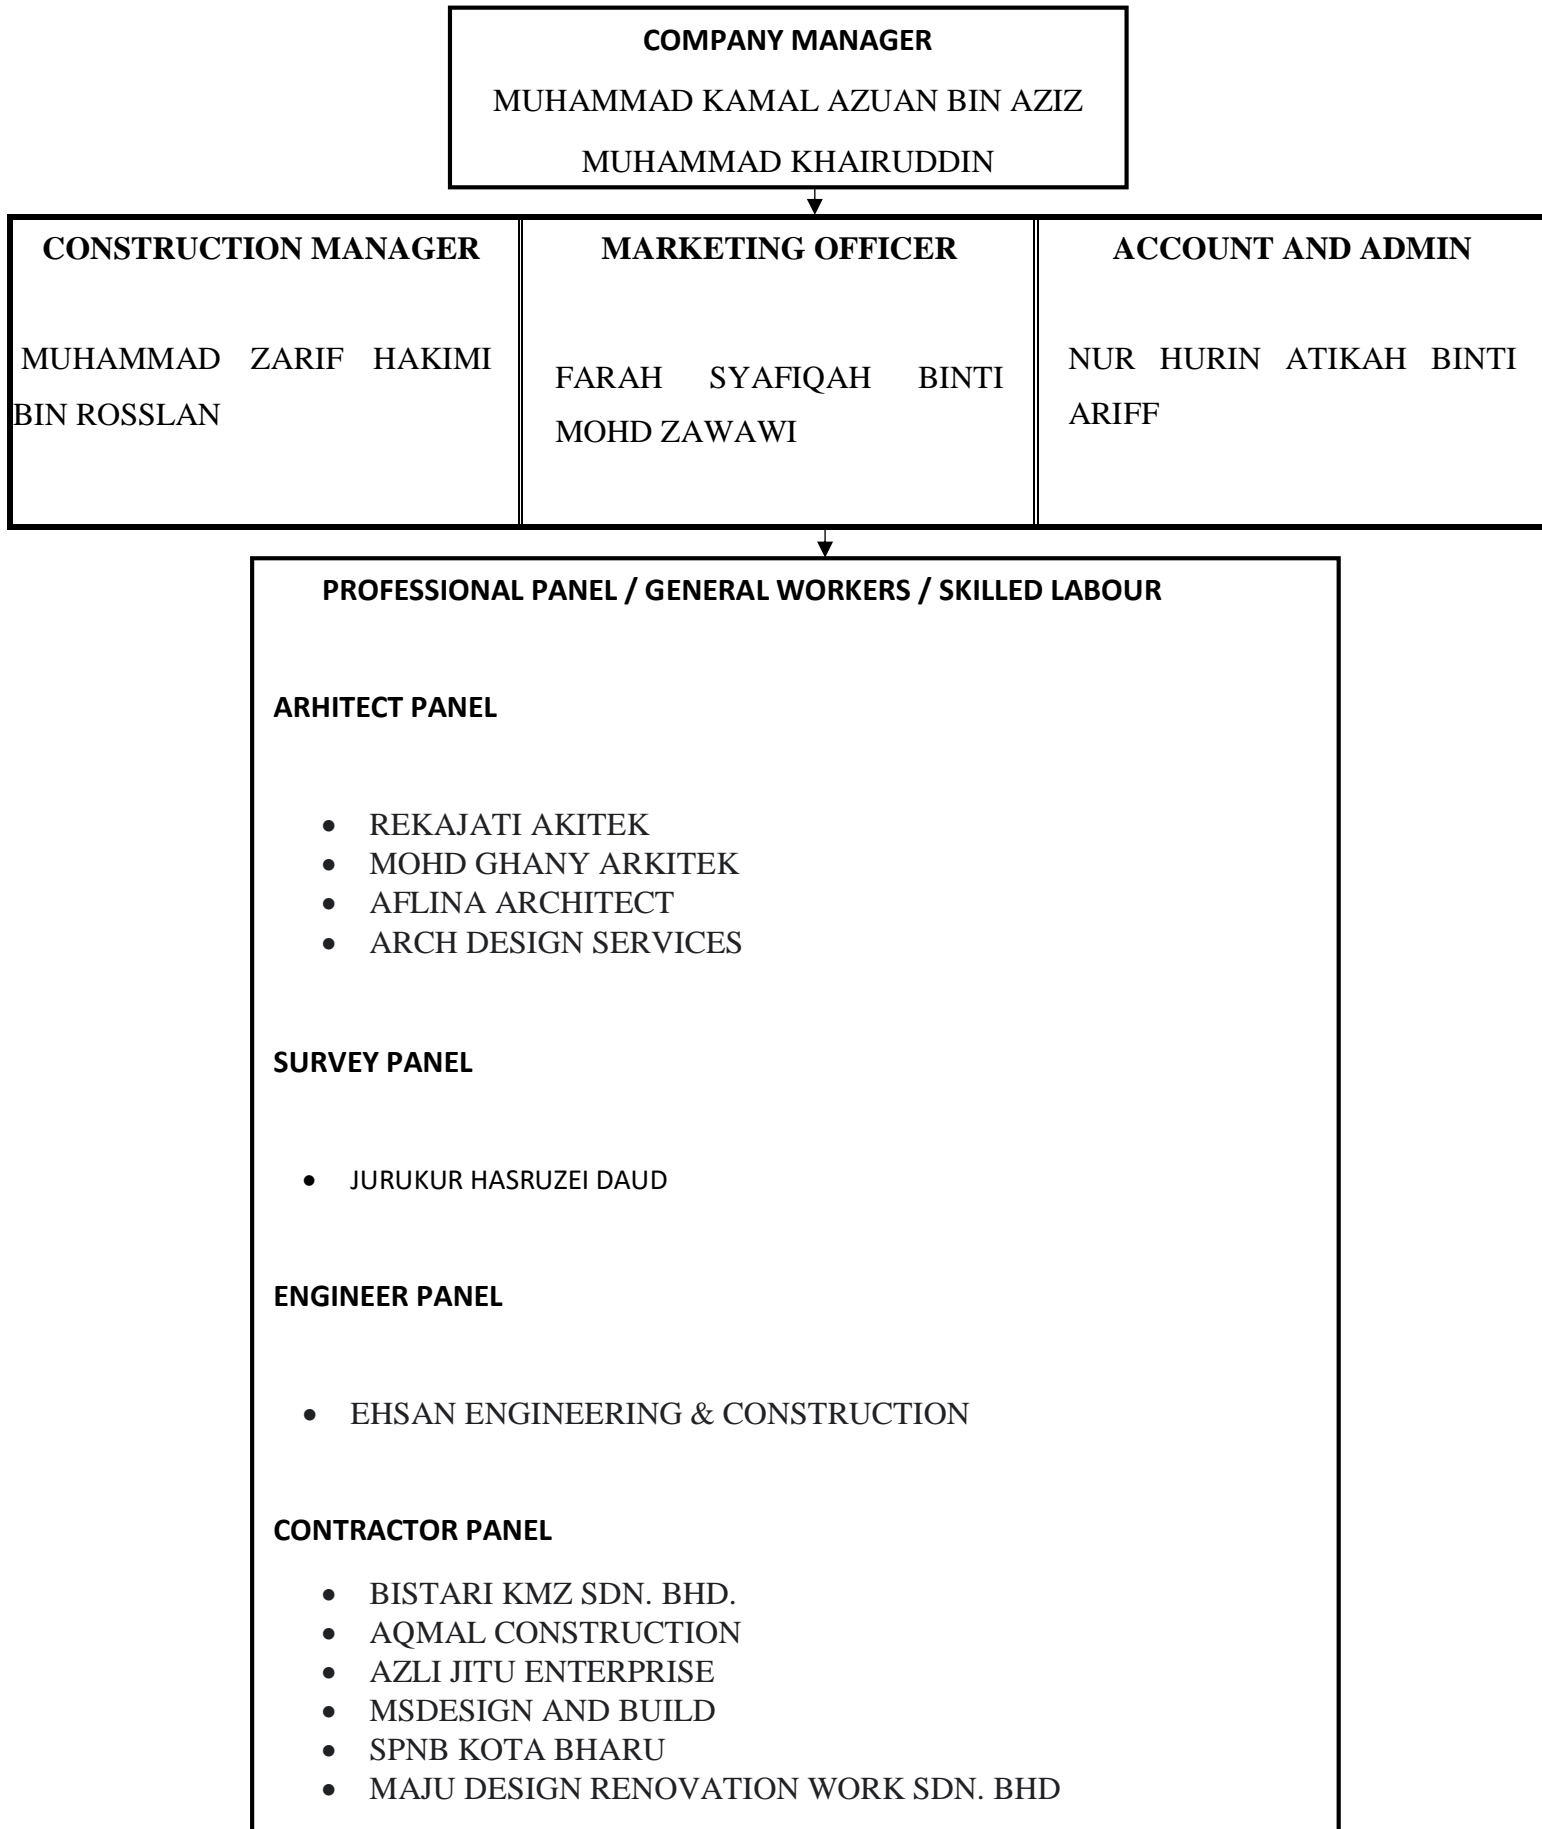 COMPANY MANAGER
MUHAMMAD KAMAL AZUAN BIN AZIZ
MUHAMMAD KHAIRUDDIN
CONSTRUCTION MANAGER
MUHAMMAD ZARIF HAKIMI
BIN ROSSLAN
MARKETING OFFICER
FARAH SYAFIQAH BINTI
MOHD ZAWAWI
ACCOUNT AND ADMIN
NUR HURIN ATIKAH BINTI
ARIFF
PROFESSIONAL PANEL / GENERAL WORKERS / SKILLED LABOUR
ARHITECT PANEL
• REKAJATI AKITEK
• MOHD GHANY ARKITEK
• AFLINA ARCHITECT
• ARCH DESIGN SERVICES
SURVEY PANEL
• JURUKUR HASRUZEI DAUD
ENGINEER PANEL
• EHSAN ENGINEERING & CONSTRUCTION
CONTRACTOR PANEL
• BISTARI KMZ SDN. BHD.
• AQMAL CONSTRUCTION
• AZLI JITU ENTERPRISE
• MSDESIGN AND BUILD
• SPNB KOTA BHARU
• MAJU DESIGN RENOVATION WORK SDN. BHD